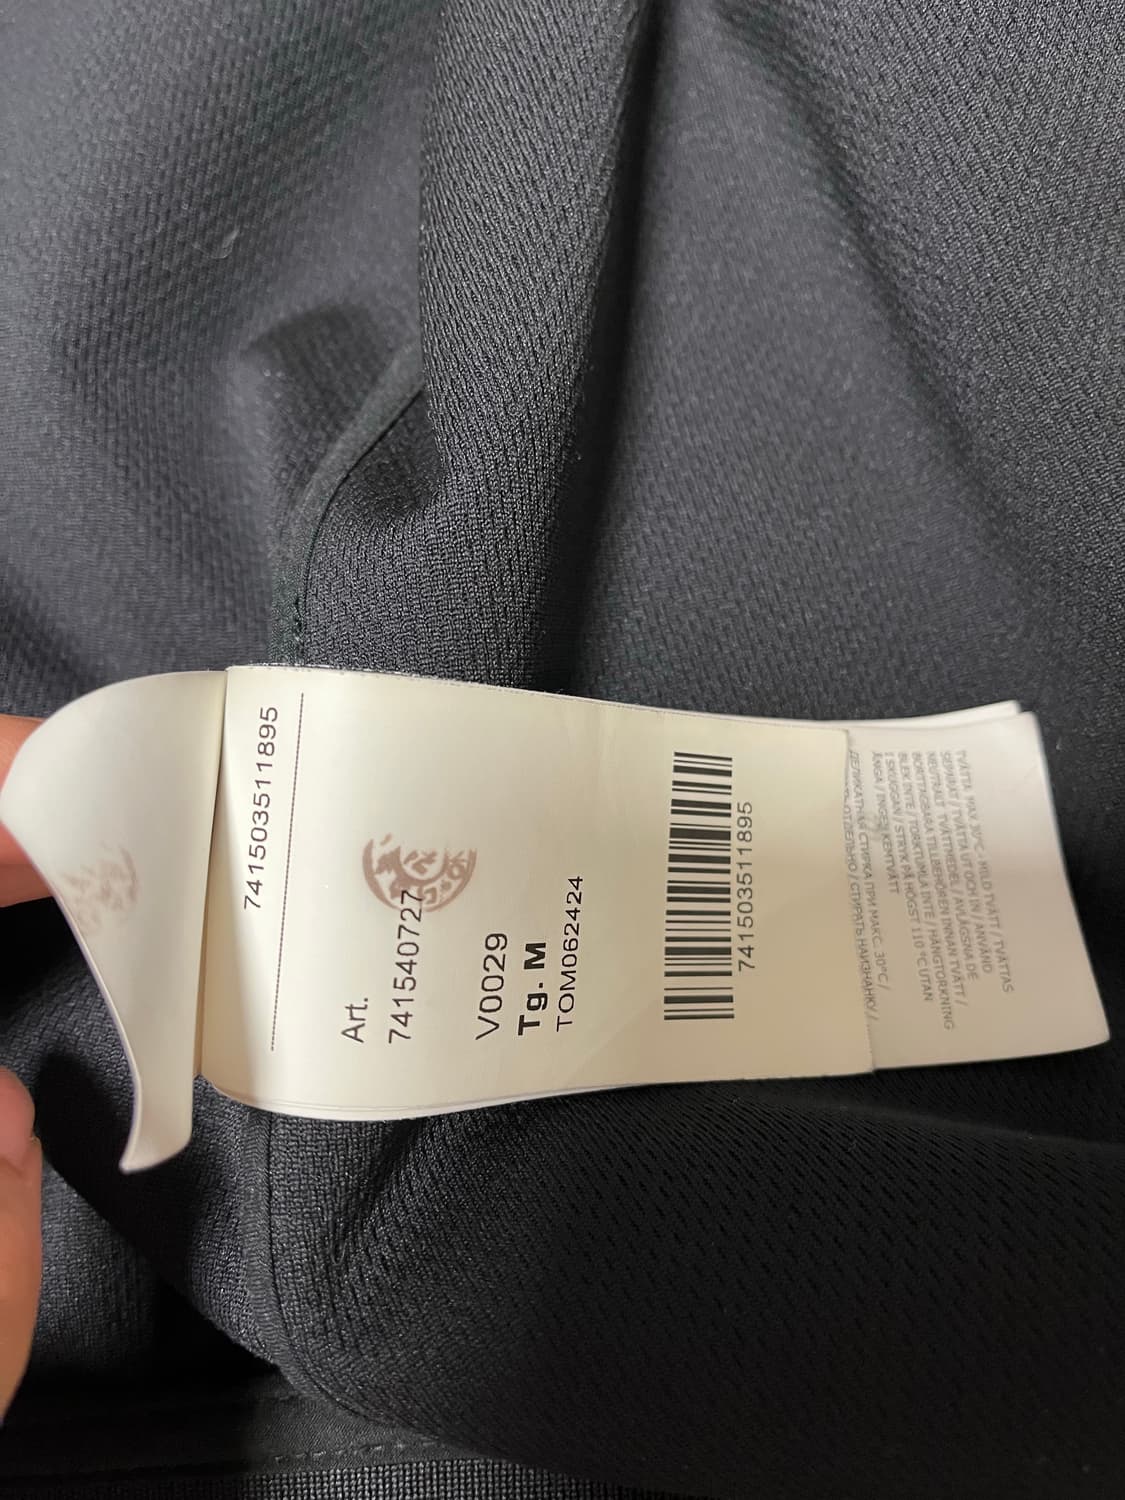 741503511895
Art.
741540727
V0029
Tg. M
TOM062424
741503511895
ДЕЛИКАТНАЯ СТИРКА ПРИ МАКС. 30°C /
ОТДЕЛЬНО / СТИРАТЬ НАИЗНАНКУ /
TVÄTTA MAX 30°C, MILD TVÄTT / TVÄTTAS
SEPARAT / TVÄTTA UT OCH IN / ANVÄND
NEUTRALT TVÄTTMEDEL / AVLÄGSNA DE
BORTTAGBARA TILLBEHÖREN INNAN TVÄTT /
BLEK INTE / TORKTUMLA INTE / HÄNGTORKNING
I SKUGGAN / STRYK PÅ HÖGST 110 °C UTAN
ÅNGA / INGEN KEMTVÄTT